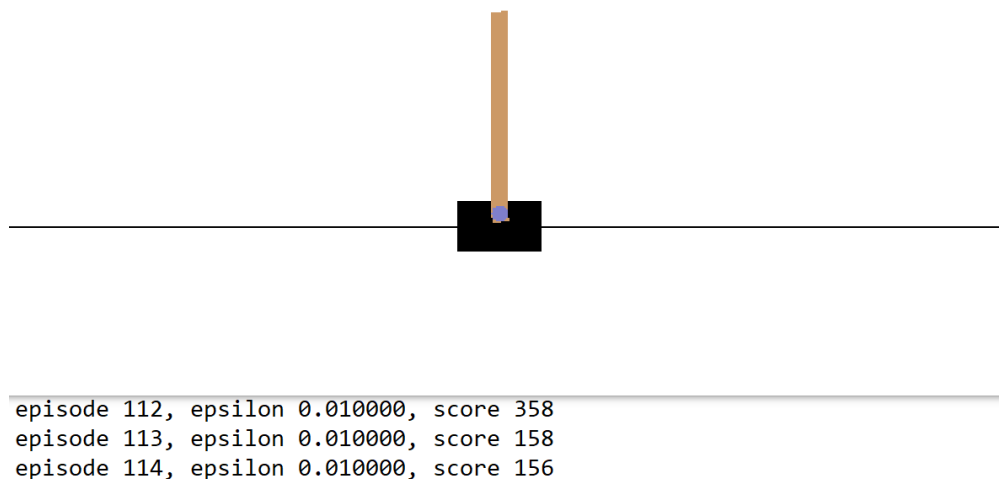 episode 112, epsilon 0.010000, score 358
episode 113, epsilon 0.010000, score 158
episode 114, epsilon 0.010000, score 156